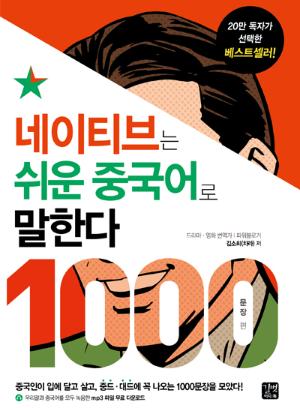 20만 독자가
선택한
베스트셀러!
네이티브는
쉬운 중국어로
말한다
드라마·영화 번역가 | 파워블로거
김소희(차라) 저
1000
문장
편
중국인이 입에 달고 살고, 중드·대드에 꼭 나오는 1000문장을 모았다!
우리말과 중국어를 모두 녹음한 mp3 파일 무료 다운로드
길벗
이지:톡